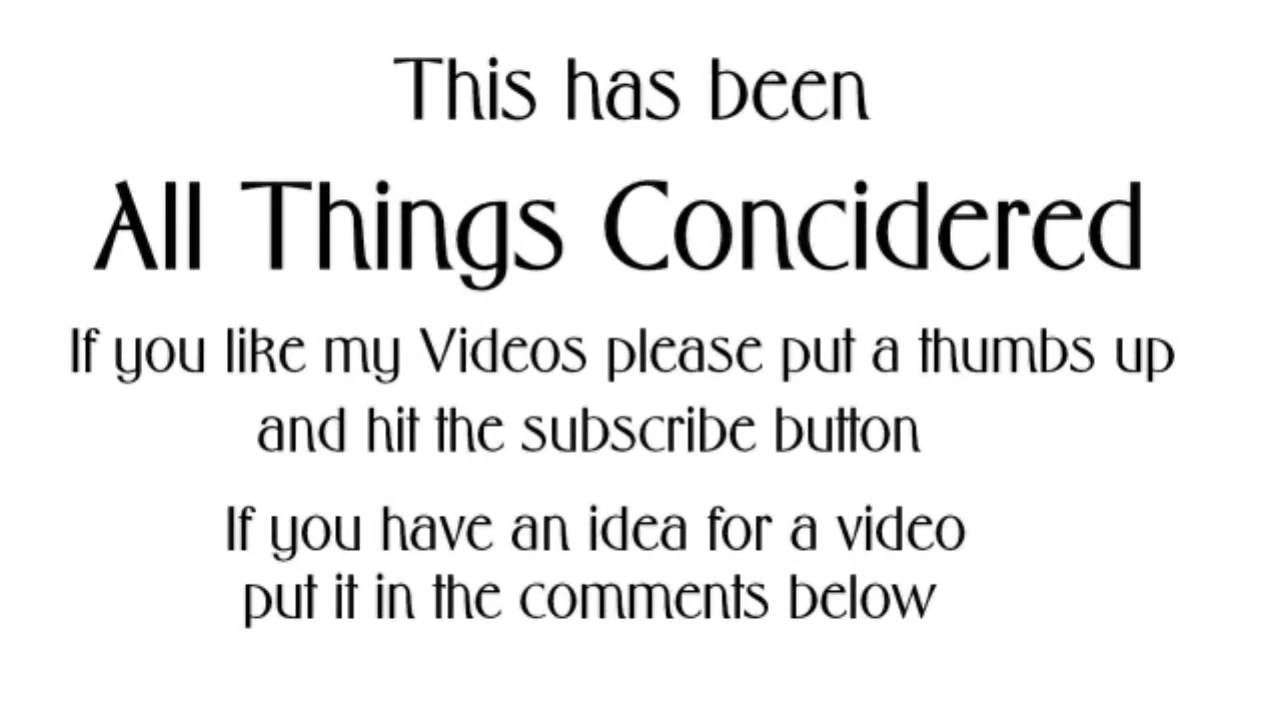 This has been
All Things Concidered
If you like my Videos please put a thumbs up
and hit the subscribe button
If you have an idea for a video
put it in the comments below